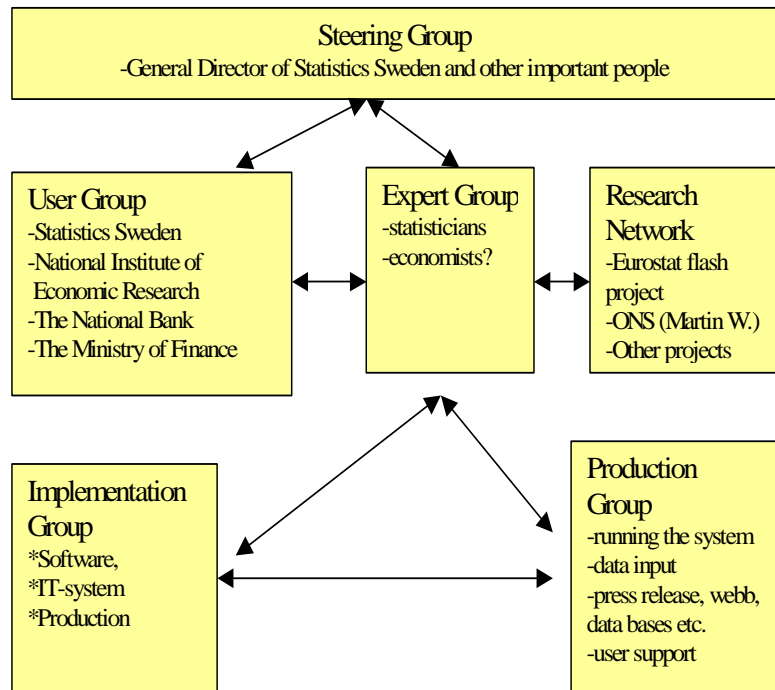 Steering Group
-General Director of Statistics Sweden and other important people
User Group
-Statistics Sweden
-National Institute of
Economic Research
-The National Bank
-The Ministry of Finance
Expert Group
-statisticians
-economists?
Research
Network
-Eurostat flash
project
-ONS (Martin W.)
-Other projects
Implementation
Group
*Software,
*IT-system
*Production
Production
Group
-running the system
-data input
-press release, webb,
data bases etc.
-user support